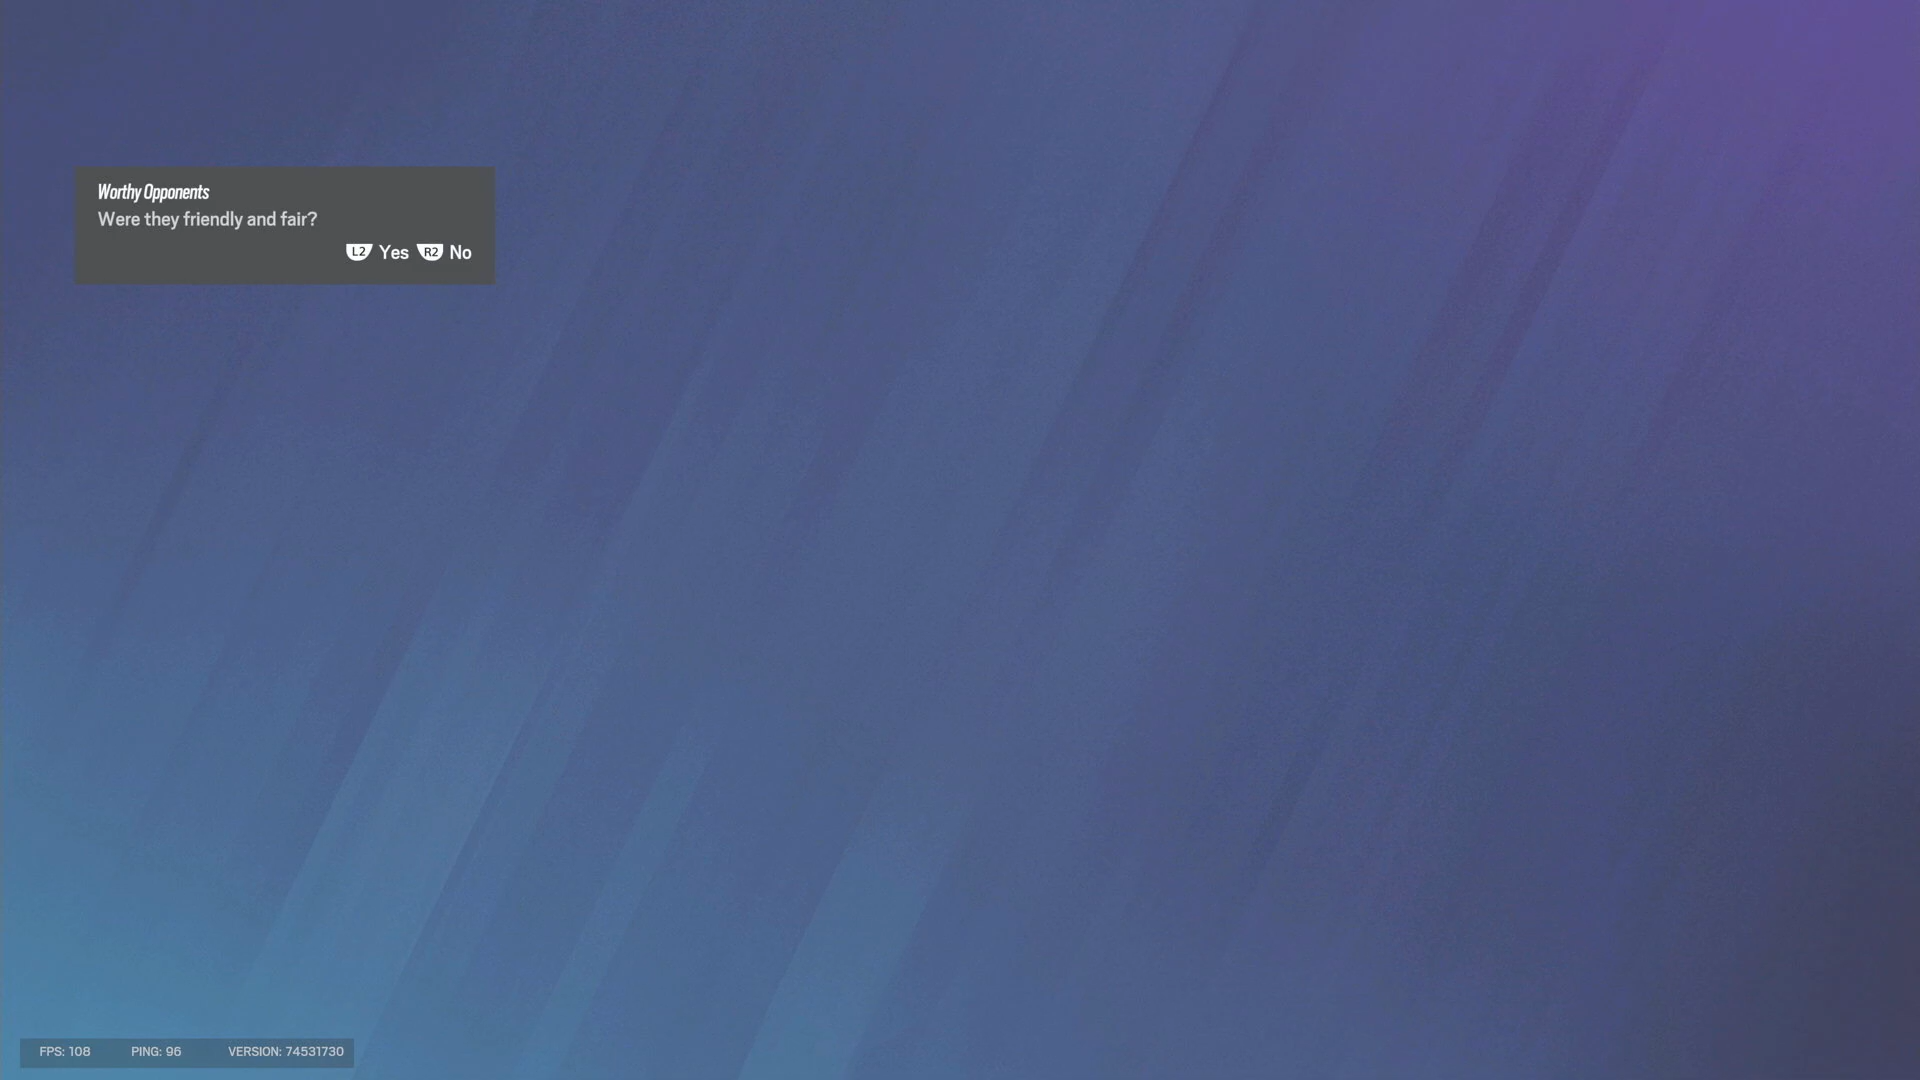 Worthy Opponents
Were they friendly and fair?
L2 Yes R2 No
FPS: 108 PING: 96 VERSION: 74531730